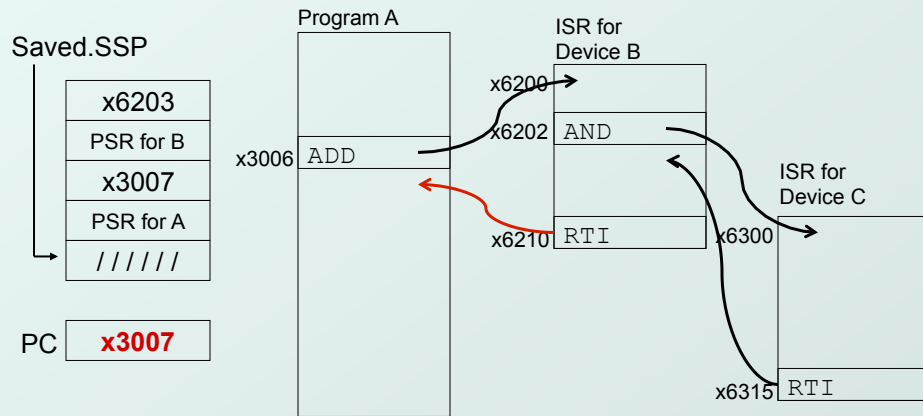 Saved.SSP
x6203
PSR for B
x3007
PSR for A
//////
PC
x3007
Program A
x3006
ADD
ISR for
Device B
x6200
x6202
AND
x6210
RTI
ISR for
Device C
x6300
x6315
RTI